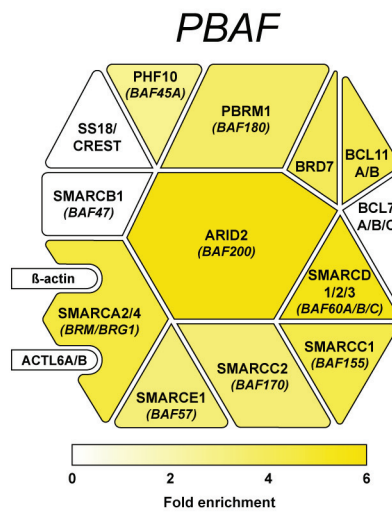 PBAF
PHF10
(BAF45A)
PBRM1
(BAF180)
SS18/
CREST
BRD7
BCL11
A/B
SMARCB1
(BAF47)
BCL7
A/B/C
ARID2
(BAF200)
ß-actin
SMARCD
1/2/3
(BAF60A/B/C)
SMARCA2/4
(BRM/BRG1)
ACTL6A/B
SMARCC1
(BAF155)
SMARCC2
(BAF170)
SMARCE1
(BAF57)
0 2 4 6
Fold enrichment